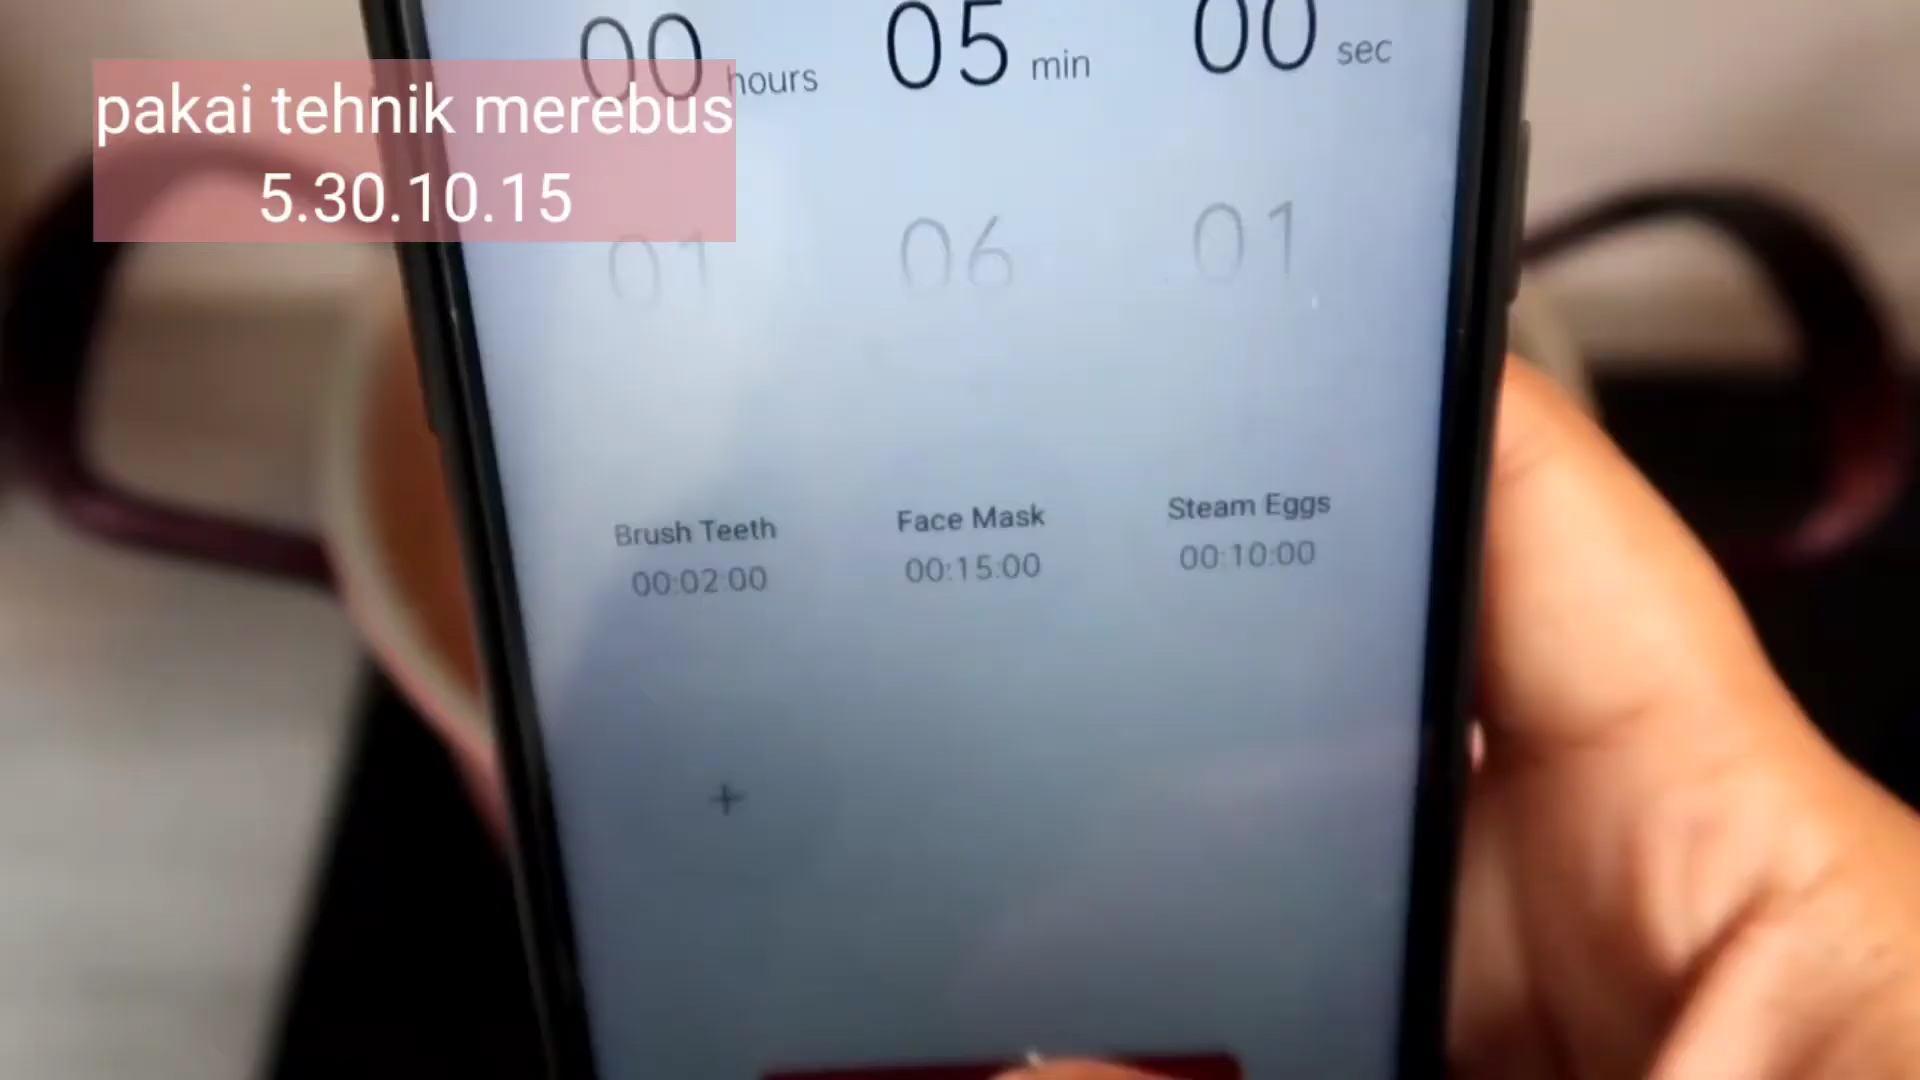 00 hours 05 min 00 sec
pakai tehnik merebus
5.30.10.15
01 06 01
Brush Teeth Face Mask Steam Eggs
00:02:00 00:15:00 00:10:00
+